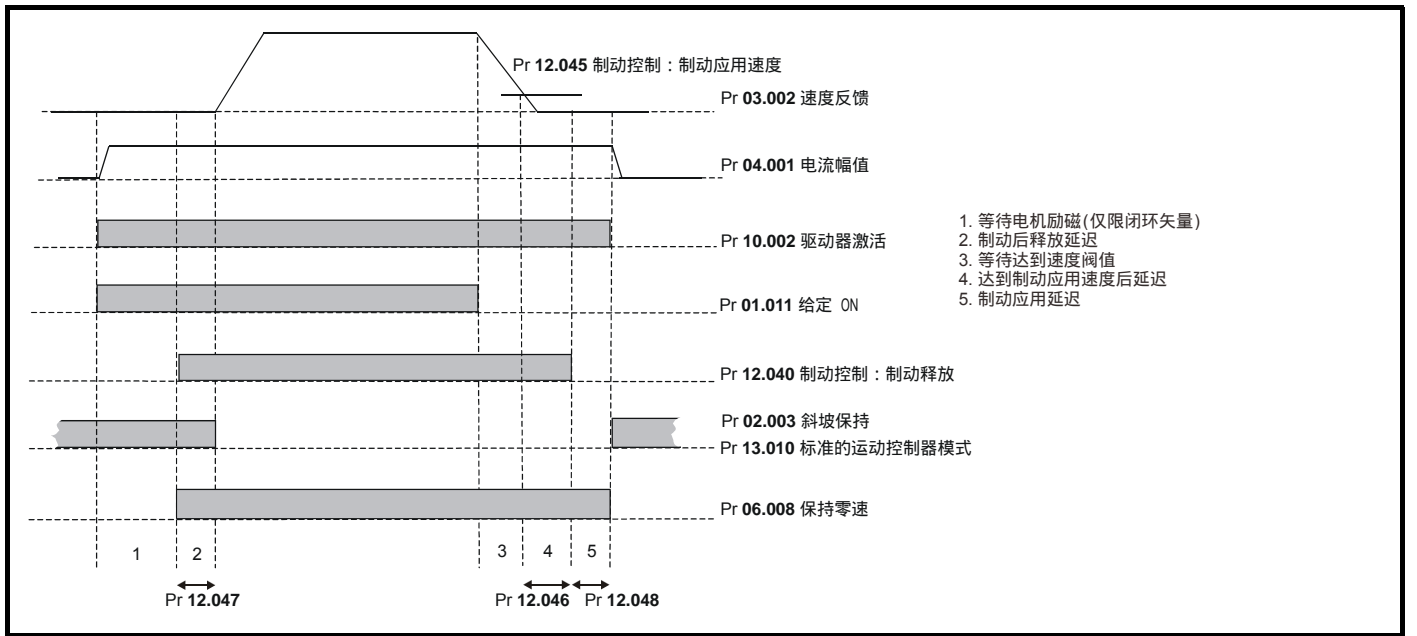 Pr 12.045 制动控制：制动应用速度
Pr 03.002 速度反馈
Pr 04.001 电流幅值
Pr 10.002 驱动器激活
Pr 01.011 给定 ON
Pr 12.040 制动控制：制动释放
Pr 02.003 斜坡保持
Pr 13.010 标准的运动控制器模式
Pr 06.008 保持零速
1. 等待电机励磁(仅限闭环矢量)
2. 制动后释放延迟
3. 等待达到速度阀值
4. 达到制动应用速度后延迟
5. 制动应用延迟
1 2 3 4 5
Pr 12.047 Pr 12.046 Pr 12.048